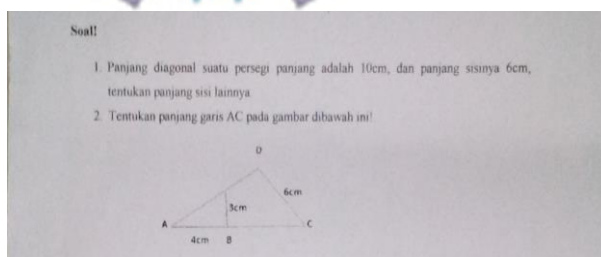 Soal!
1. Panjang diagonal suatu persegi panjang adalah 10cm, dan panjang sisinya 6cm,
tentukan panjang sisi lainnya
2. Tentukan panjang garis AC pada gambar dibawah ini!
D
6cm
3cm
A
C
4cm B